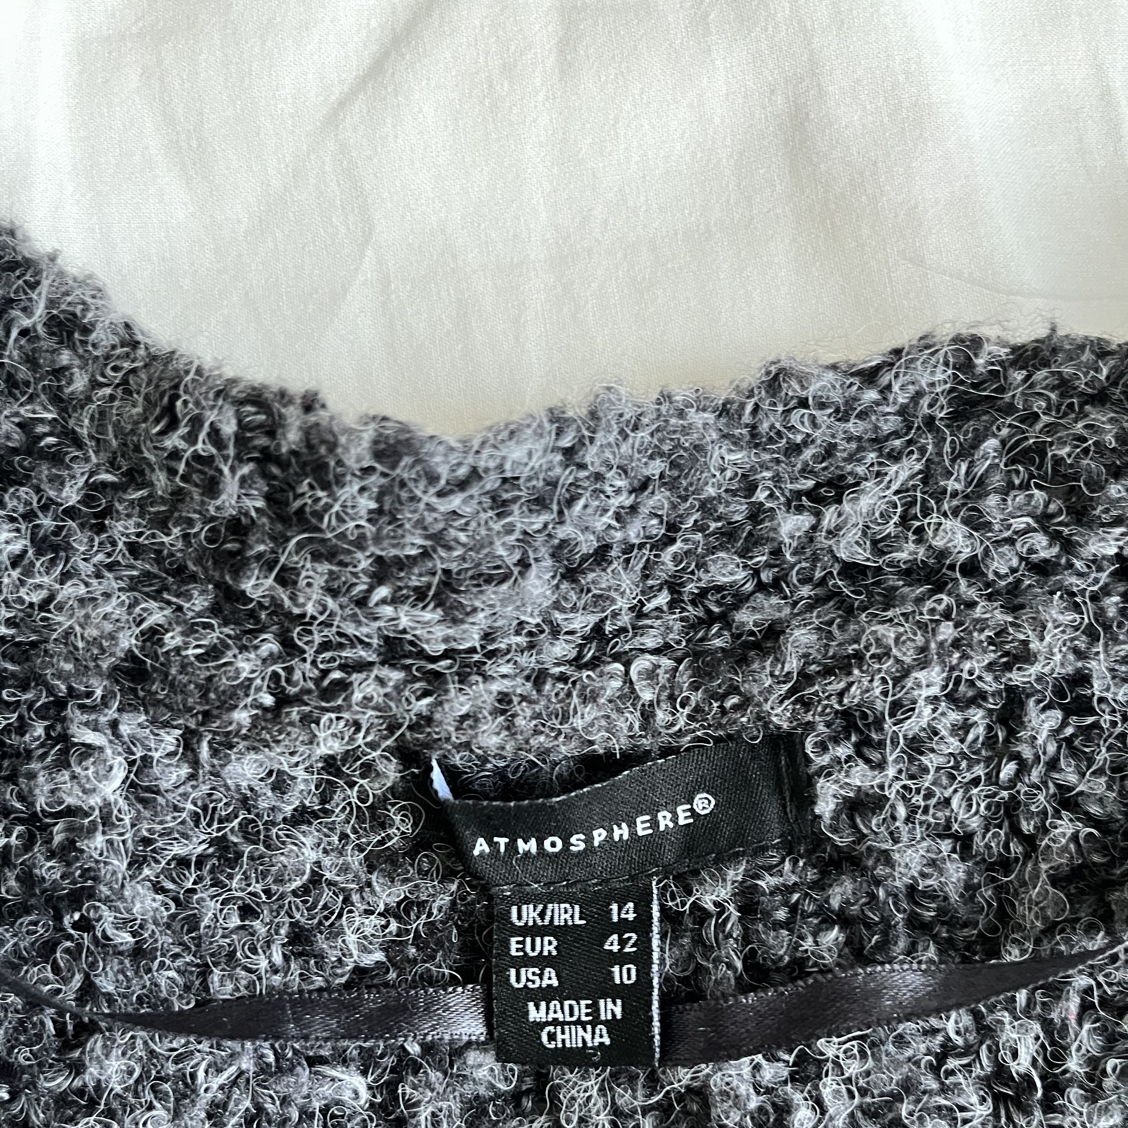 ATMOSPHERE®
UK/IRL 14
EUR 42
USA 10
MADE IN
CHINA